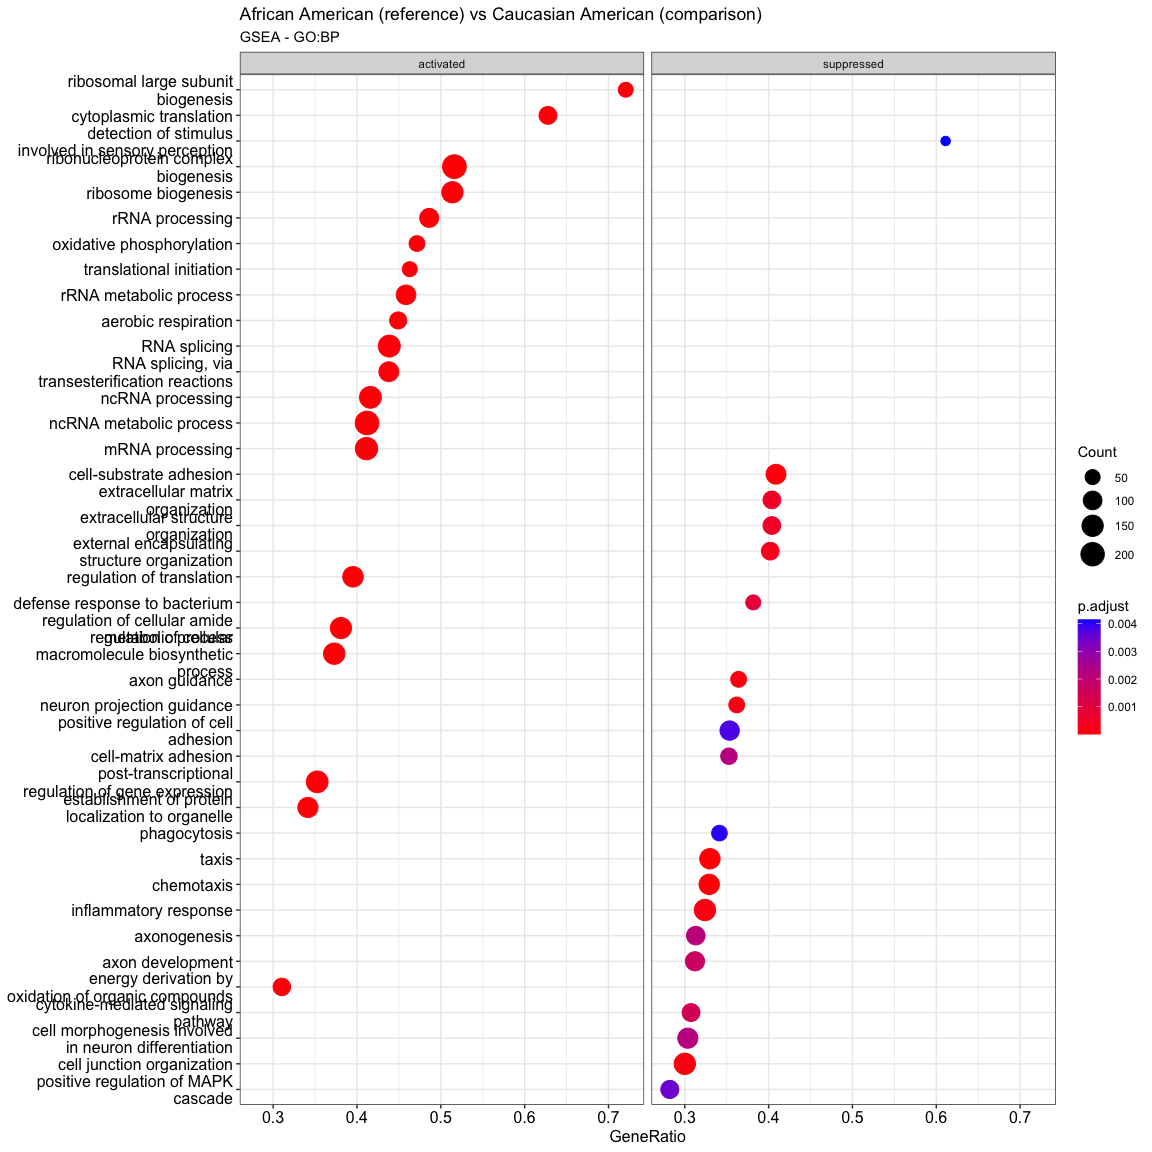 African American (reference) vs Caucasian American (comparison)
GSEA - GO:BP
activated
suppressed
ribosomal large subunit
biogenesis
cytoplasmic translation
detection of stimulus
involved in sensory perception
ribonucleoprotein complex
biogenesis
ribosome biogenesis
rRNA processing
oxidative phosphorylation
translational initiation
rRNA metabolic process
aerobic respiration
RNA splicing
RNA splicing, via
transesterification reactions
ncRNA processing
ncRNA metabolic process
mRNA processing
cell-substrate adhesion
extracellular matrix
organization
extracellular structure
organization
external encapsulating
structure organization
regulation of translation
defense response to bacterium
regulation of cellular amide
metabolic process
regulation of cellular
macromolecule biosynthetic
process
axon guidance
neuron projection guidance
positive regulation of cell
adhesion
cell-matrix adhesion
post-transcriptional
regulation of gene expression
establishment of protein
localization to organelle
phagocytosis
taxis
chemotaxis
inflammatory response
axonogenesis
axon development
energy derivation by
oxidation of organic compounds
cytokine-mediated signaling
pathway
cell morphogenesis involved
in neuron differentiation
cell junction organization
positive regulation of MAPK
cascade
0.3 0.4 0.5 0.6 0.7
0.3 0.4 0.5 0.6 0.7
GeneRatio
Count
50
100
150
200
p.adjust
0.004
0.003
0.002
0.001